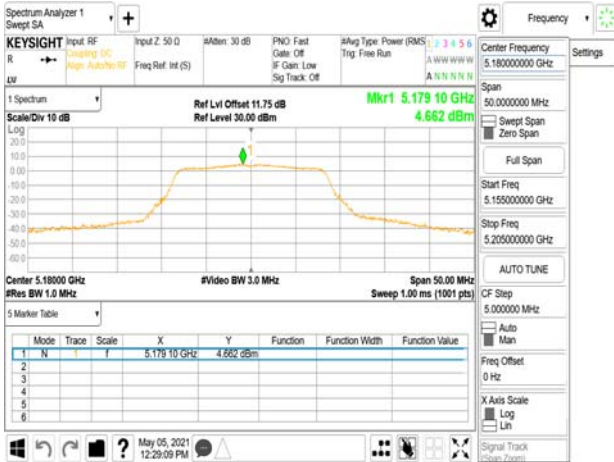 Spectrum Analyzer 1
Swept SA
+
Frequency
KEYSIGHT
Input: RF
Coupling: DC
Align: Auto/No RF
Input Z: 50 Ω
Freq Ref: Int (S)
#Atten: 30 dB
PNO: Fast
Gate: Off
IF Gain: Low
Sig Track: Off
#Avg Type: Power (RMS
Trig: Free Run
1 2 3 4 5 6
A W W W W W
A N N N N N
R
LV
Center Frequency
5.180000000 GHz
Settings
Span
50.0000000 MHz
Swept Span
Zero Span
Full Span
Start Freq
5.155000000 GHz
Stop Freq
5.205000000 GHz
AUTO TUNE
CF Step
5.000000 MHz
Auto
Man
Freq Offset
0 Hz
X Axis Scale
Log
Lin
Signal Track
(Span Zoom)
1 Spectrum
Scale/Div 10 dB
Ref Lvl Offset 11.75 dB
Ref Level 30.00 dBm
Mkr1 5.179 10 GHz
4.662 dBm
Log
20.0
10.0
0.00
-10.0
-20.0
-30.0
-40.0
-50.0
-60.0
1
Center 5.18000 GHz
#Res BW 1.0 MHz
#Video BW 3.0 MHz
Span 50.00 MHz
Sweep 1.00 ms (1001 pts)
5 Marker Table
Mode Trace Scale X Y Function Function Width Function Value
1 N 1 f 5.179 10 GHz 4.662 dBm
2
3
4
5
6
?
May 05, 2021
12:29:09 PM